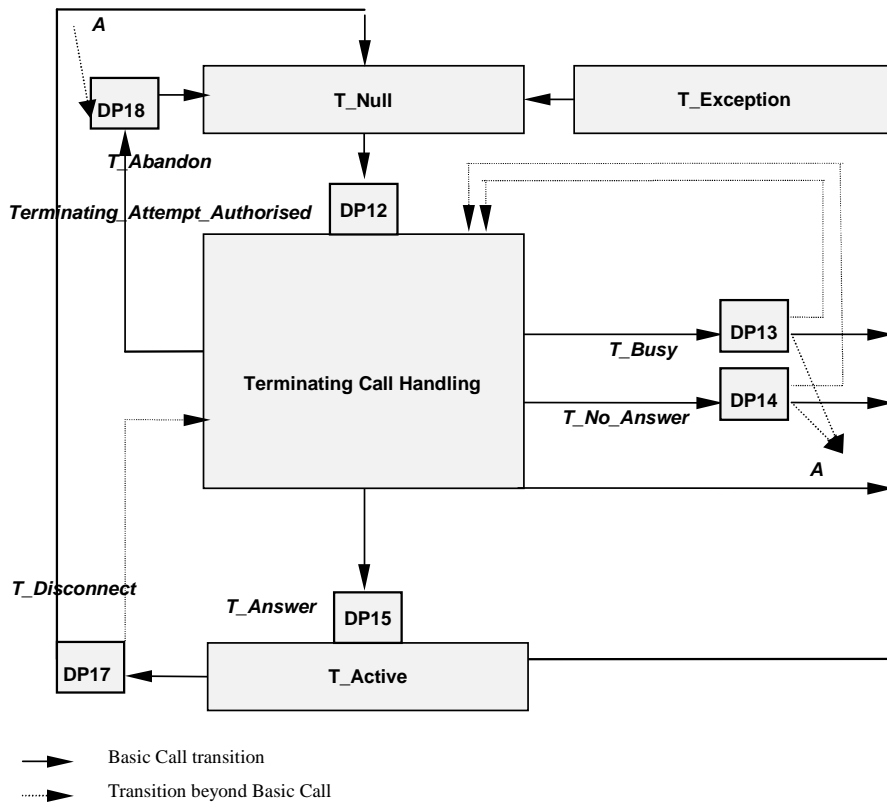 A
T_Null
T_Exception
DP18
T_Abandon
DP12
Terminating_Attempt_Authorised
DP13
T_Busy
Terminating Call Handling
DP14
T_No_Answer
A
T_Disconnect
T_Answer
DP15
DP17
T_Active
Basic Call transition
Transition beyond Basic Call